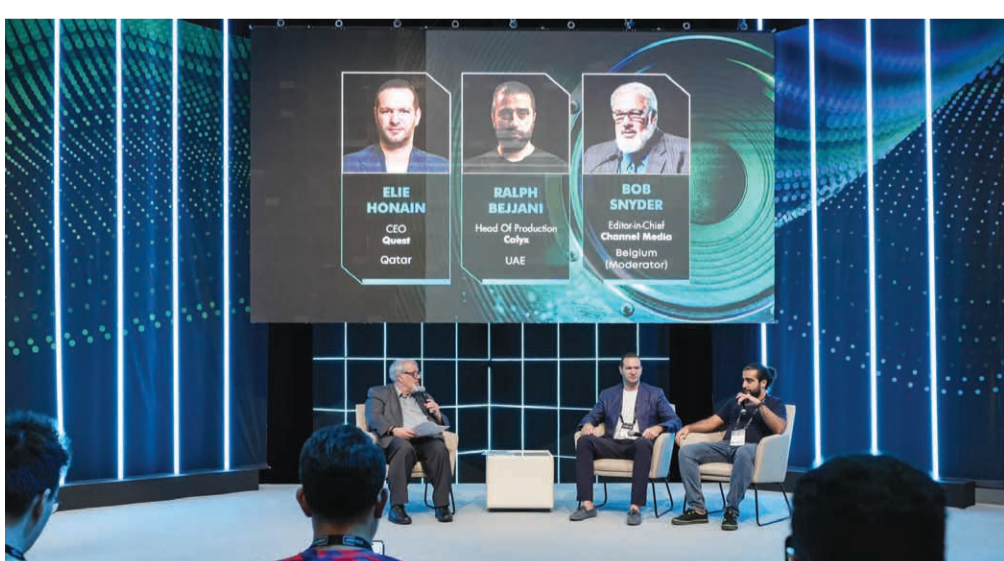 ELIE
HONAIN
CEO
Quest
Qatar
RALPH
BEJJANI
Head Of Production
Calyx
UAE
BOB
SNYDER
Editor-in-Chief
Channel Media
Belgium
(Moderator)